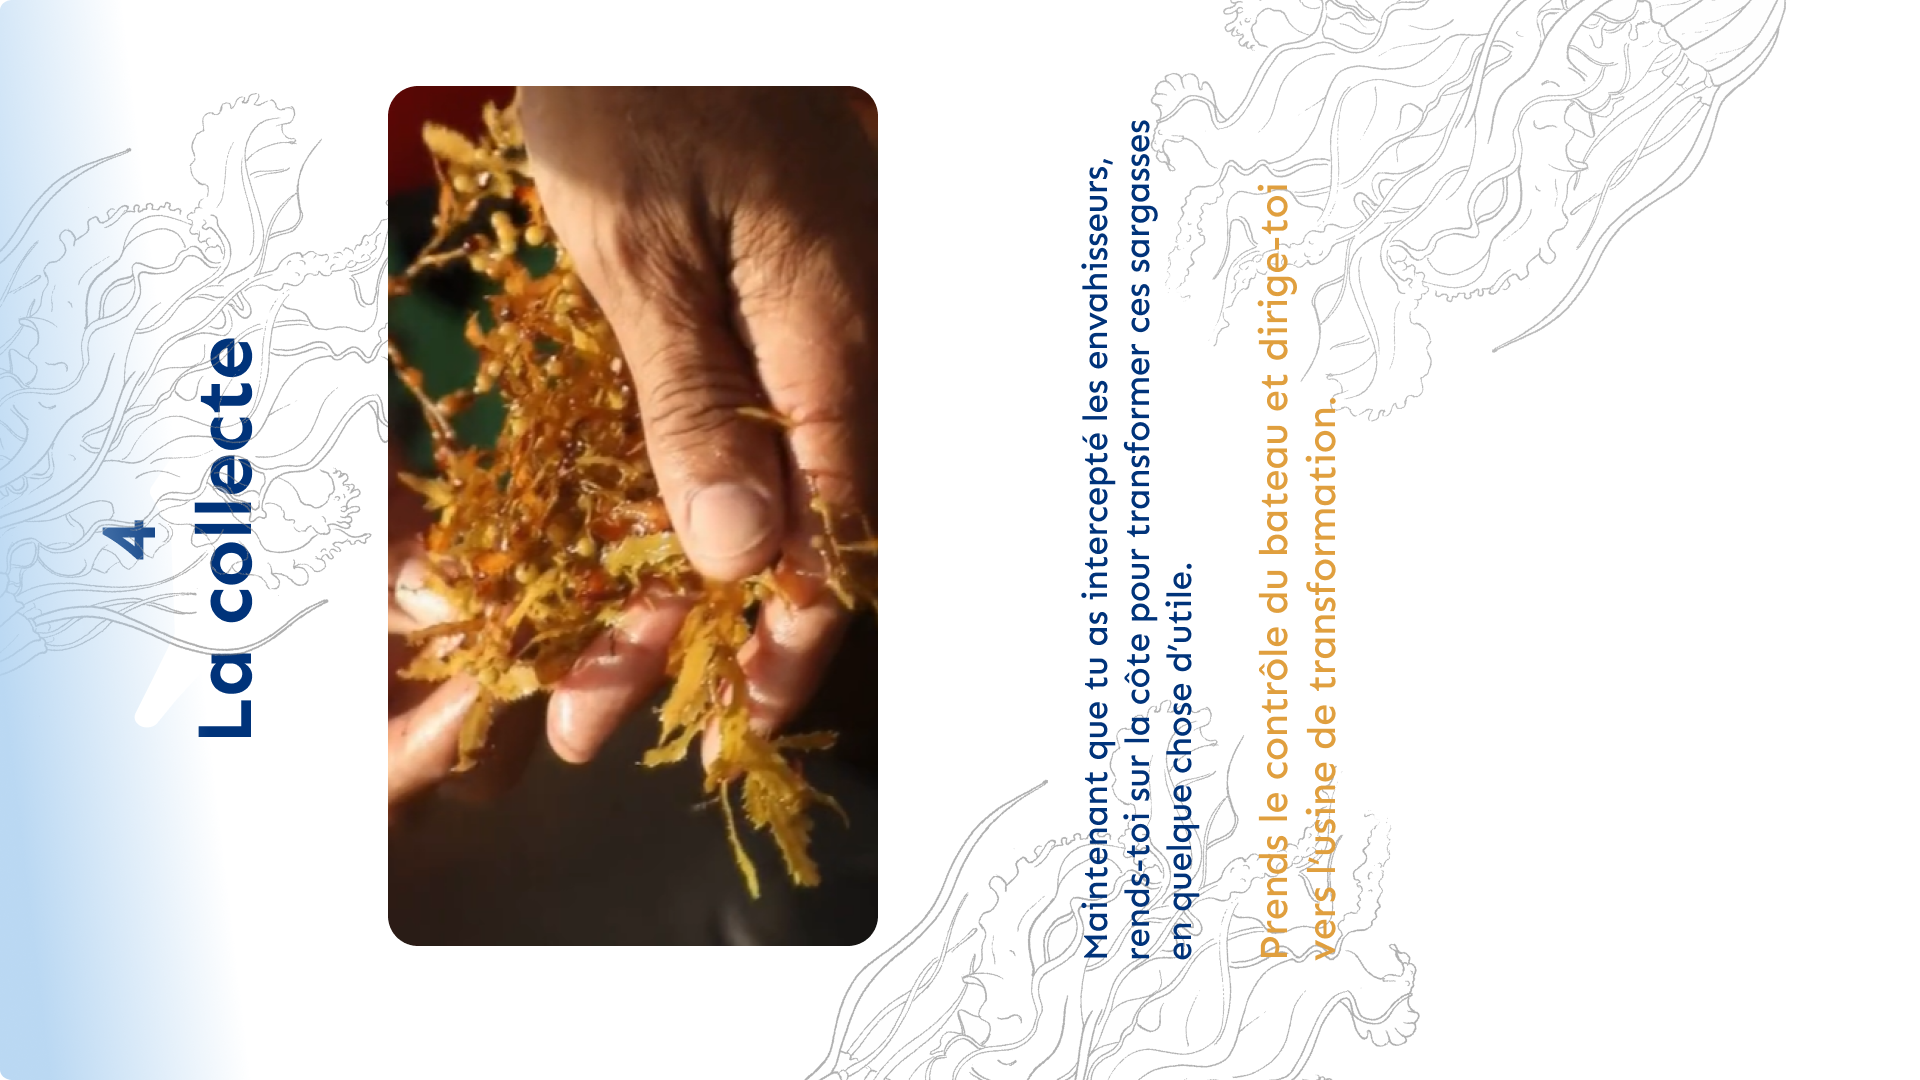 4
La collecte
Maintenant que tu as intercepté les envahisseurs,
rends-toi sur la côte pour transformer ces sargasses
en quelque chose d’utile.
Prends le contrôle du bateau et dirige-toi
vers l’usine de transformation.